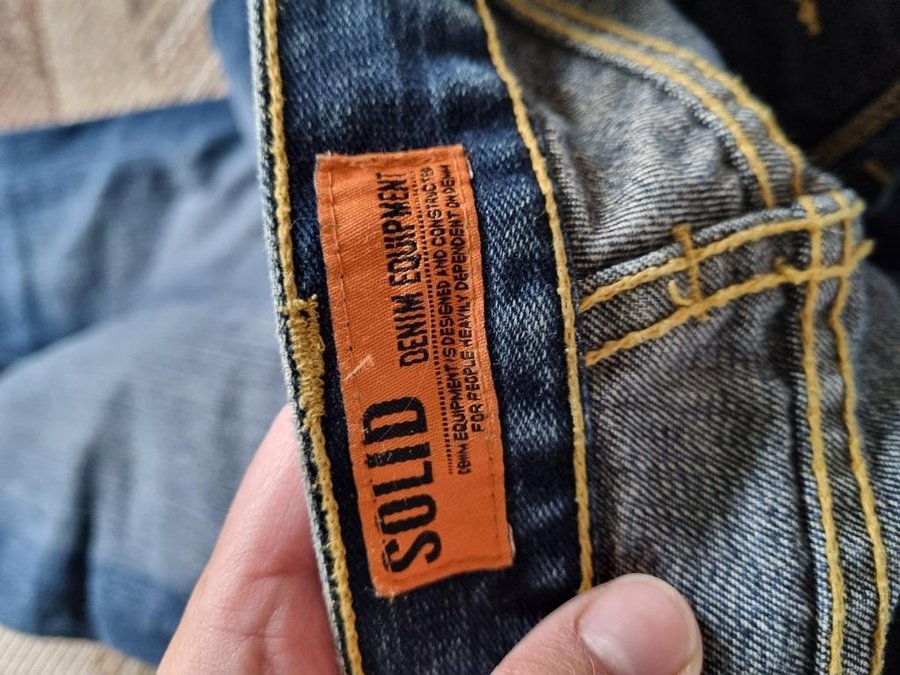 SOLID
DENIM EQUIPMENT
DENIM EQUIPMENT IS DESIGNED AND CONSTRUCTED
FOR PEOPLE HEAVILY DEPENDENT ON DENIM